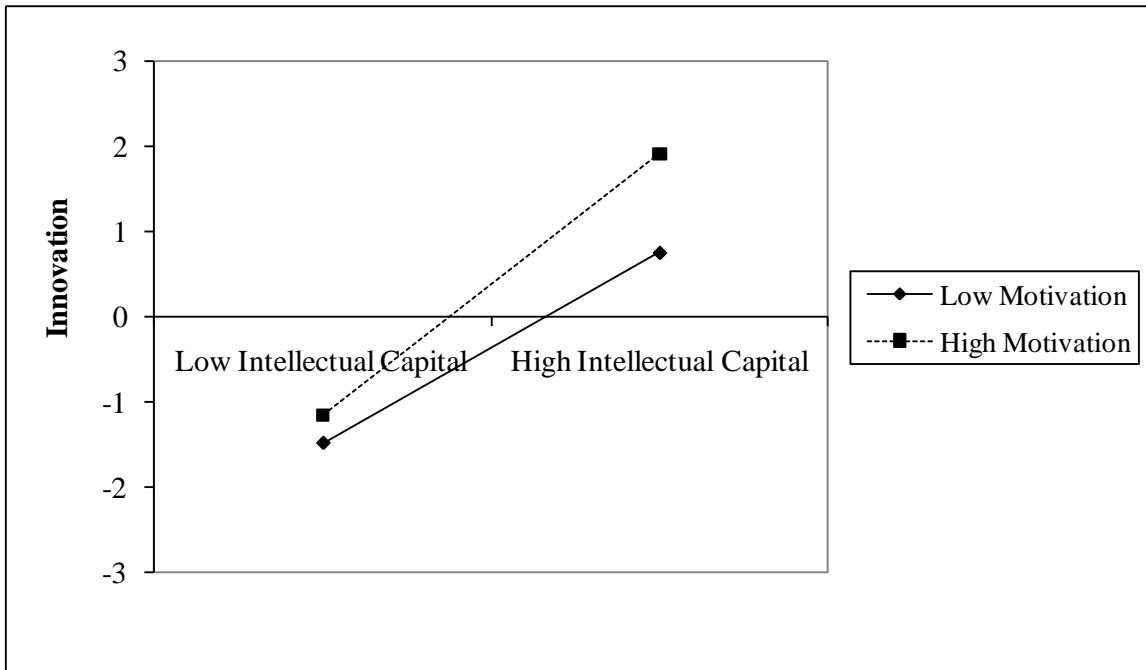 3
2
1
0
-1
-2
-3
Innovation
Low Intellectual Capital
High Intellectual Capital
Low Motivation
High Motivation